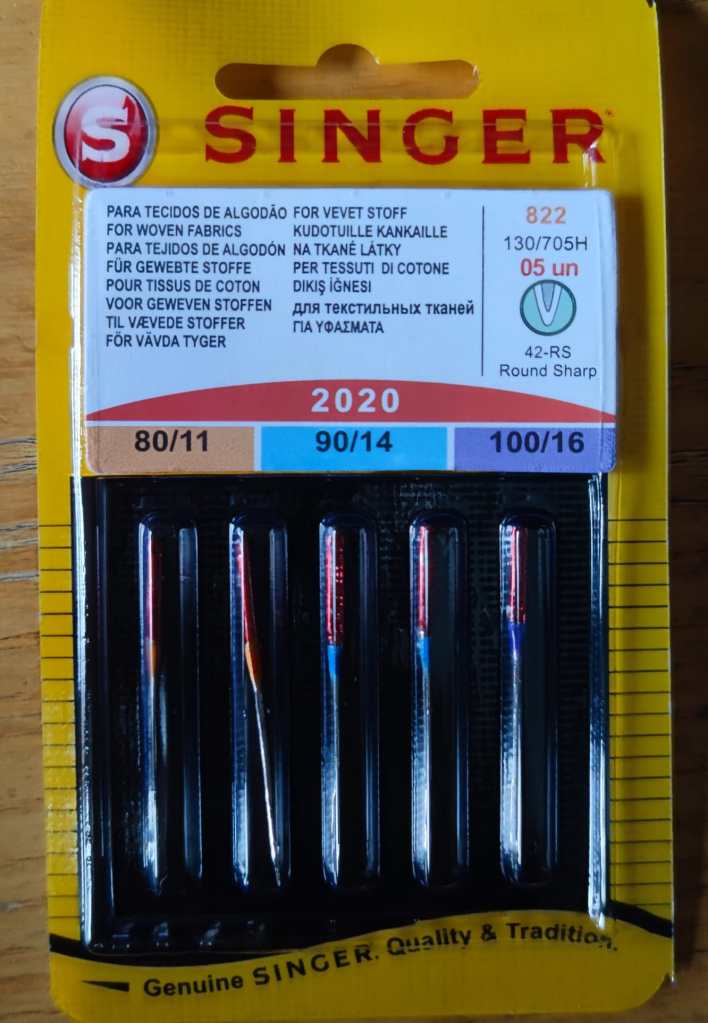 S SINGER
PARA TECIDOS DE ALGODÃO
FOR WOVEN FABRICS
PARA TEJIDOS DE ALGODÓN
FÜR GEWEBTE STOFFE
POUR TISSUS DE COTON
VOOR GEWEVEN STOFFEN
TIL VÆVEDE STOFFER
FÖR VÄVDA TYGER
FOR VEVET STOFF
KUDOTUILLE KANKAILLE
NA TKANÉ LÁTKY
PER TESSUTI DI COTONE
DIKIŞ İĞNESI
для текстильных тканей
ΓΙΑ ΥΦΑΣΜΑΤΑ
822
130/705H
05 un
42-RS
Round Sharp
2020
80/11 90/14 100/16
Genuine SINGER. Quality & Tradition.